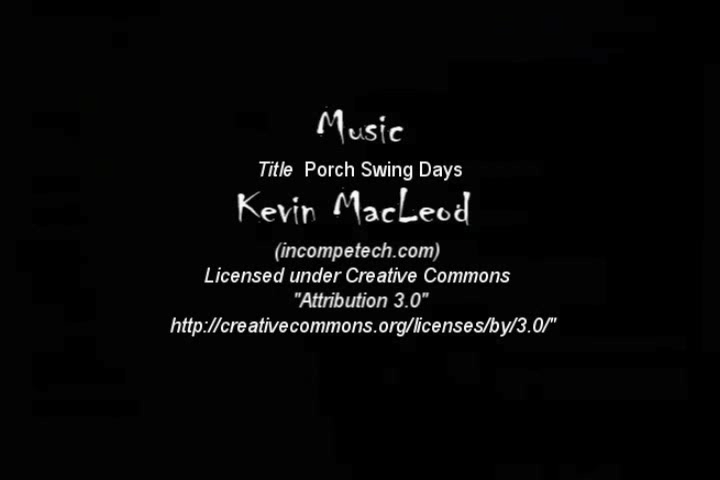 Music
Title Porch Swing Days
Kevin MacLeod
(incompetech.com)
Licensed under Creative Commons
"Attribution 3.0"
http://creativecommons.org/licenses/by/3.0/"